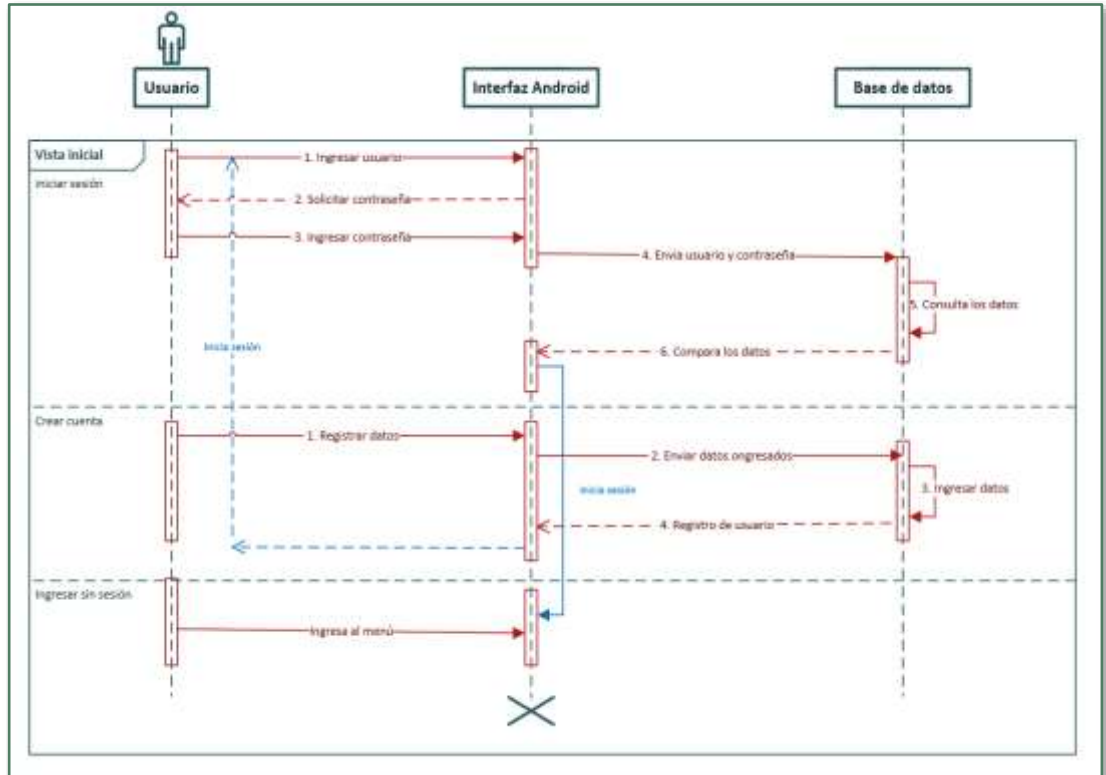 Usuario
Interfaz Android
Base de datos
Vista inicial
Iniciar sesión
1. Ingresar usuario
2. Solicitar contraseña
3. Ingresar contraseña
4. Envia usuario y contraseña
5. Consulta los datos
6. Compara los datos
Inicia sesión
Crear cuenta
1. Registrar datos
2. Enviar datos ongresados
3. Ingresar datos
Inicia sesión
4. Registro de usuario
Ingresar sin sesión
Ingresa al menú